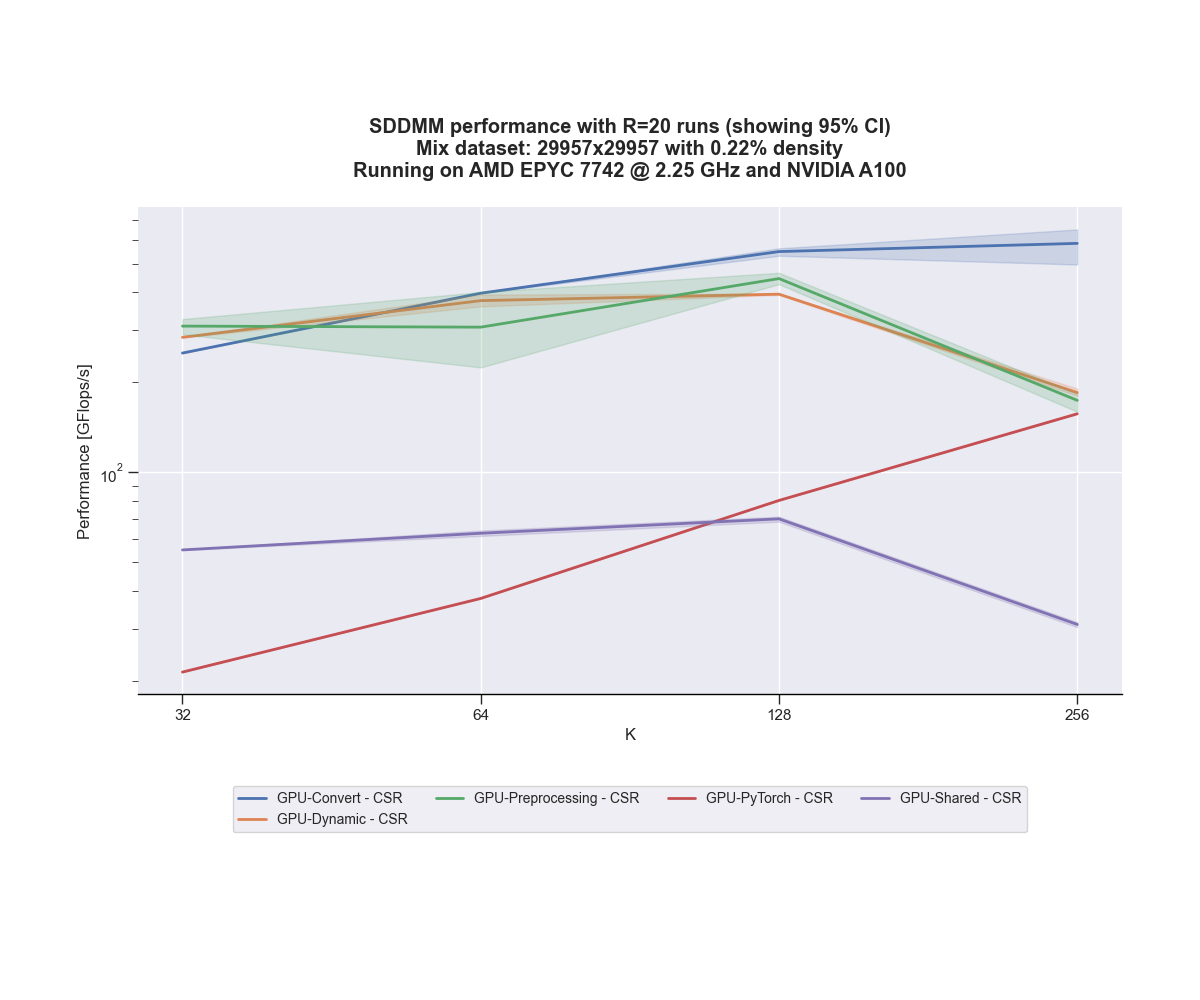 SDDMM performance with R=20 runs (showing 95% CI)
Mix dataset: 29957x29957 with 0.22% density
Running on AMD EPYC 7742 @ 2.25 GHz and NVIDIA A100
Performance [GFlops/s]
10^2
32 64 128 256
K
GPU-Convert - CSR GPU-Preprocessing - CSR GPU-PyTorch - CSR GPU-Shared - CSR
GPU-Dynamic - CSR